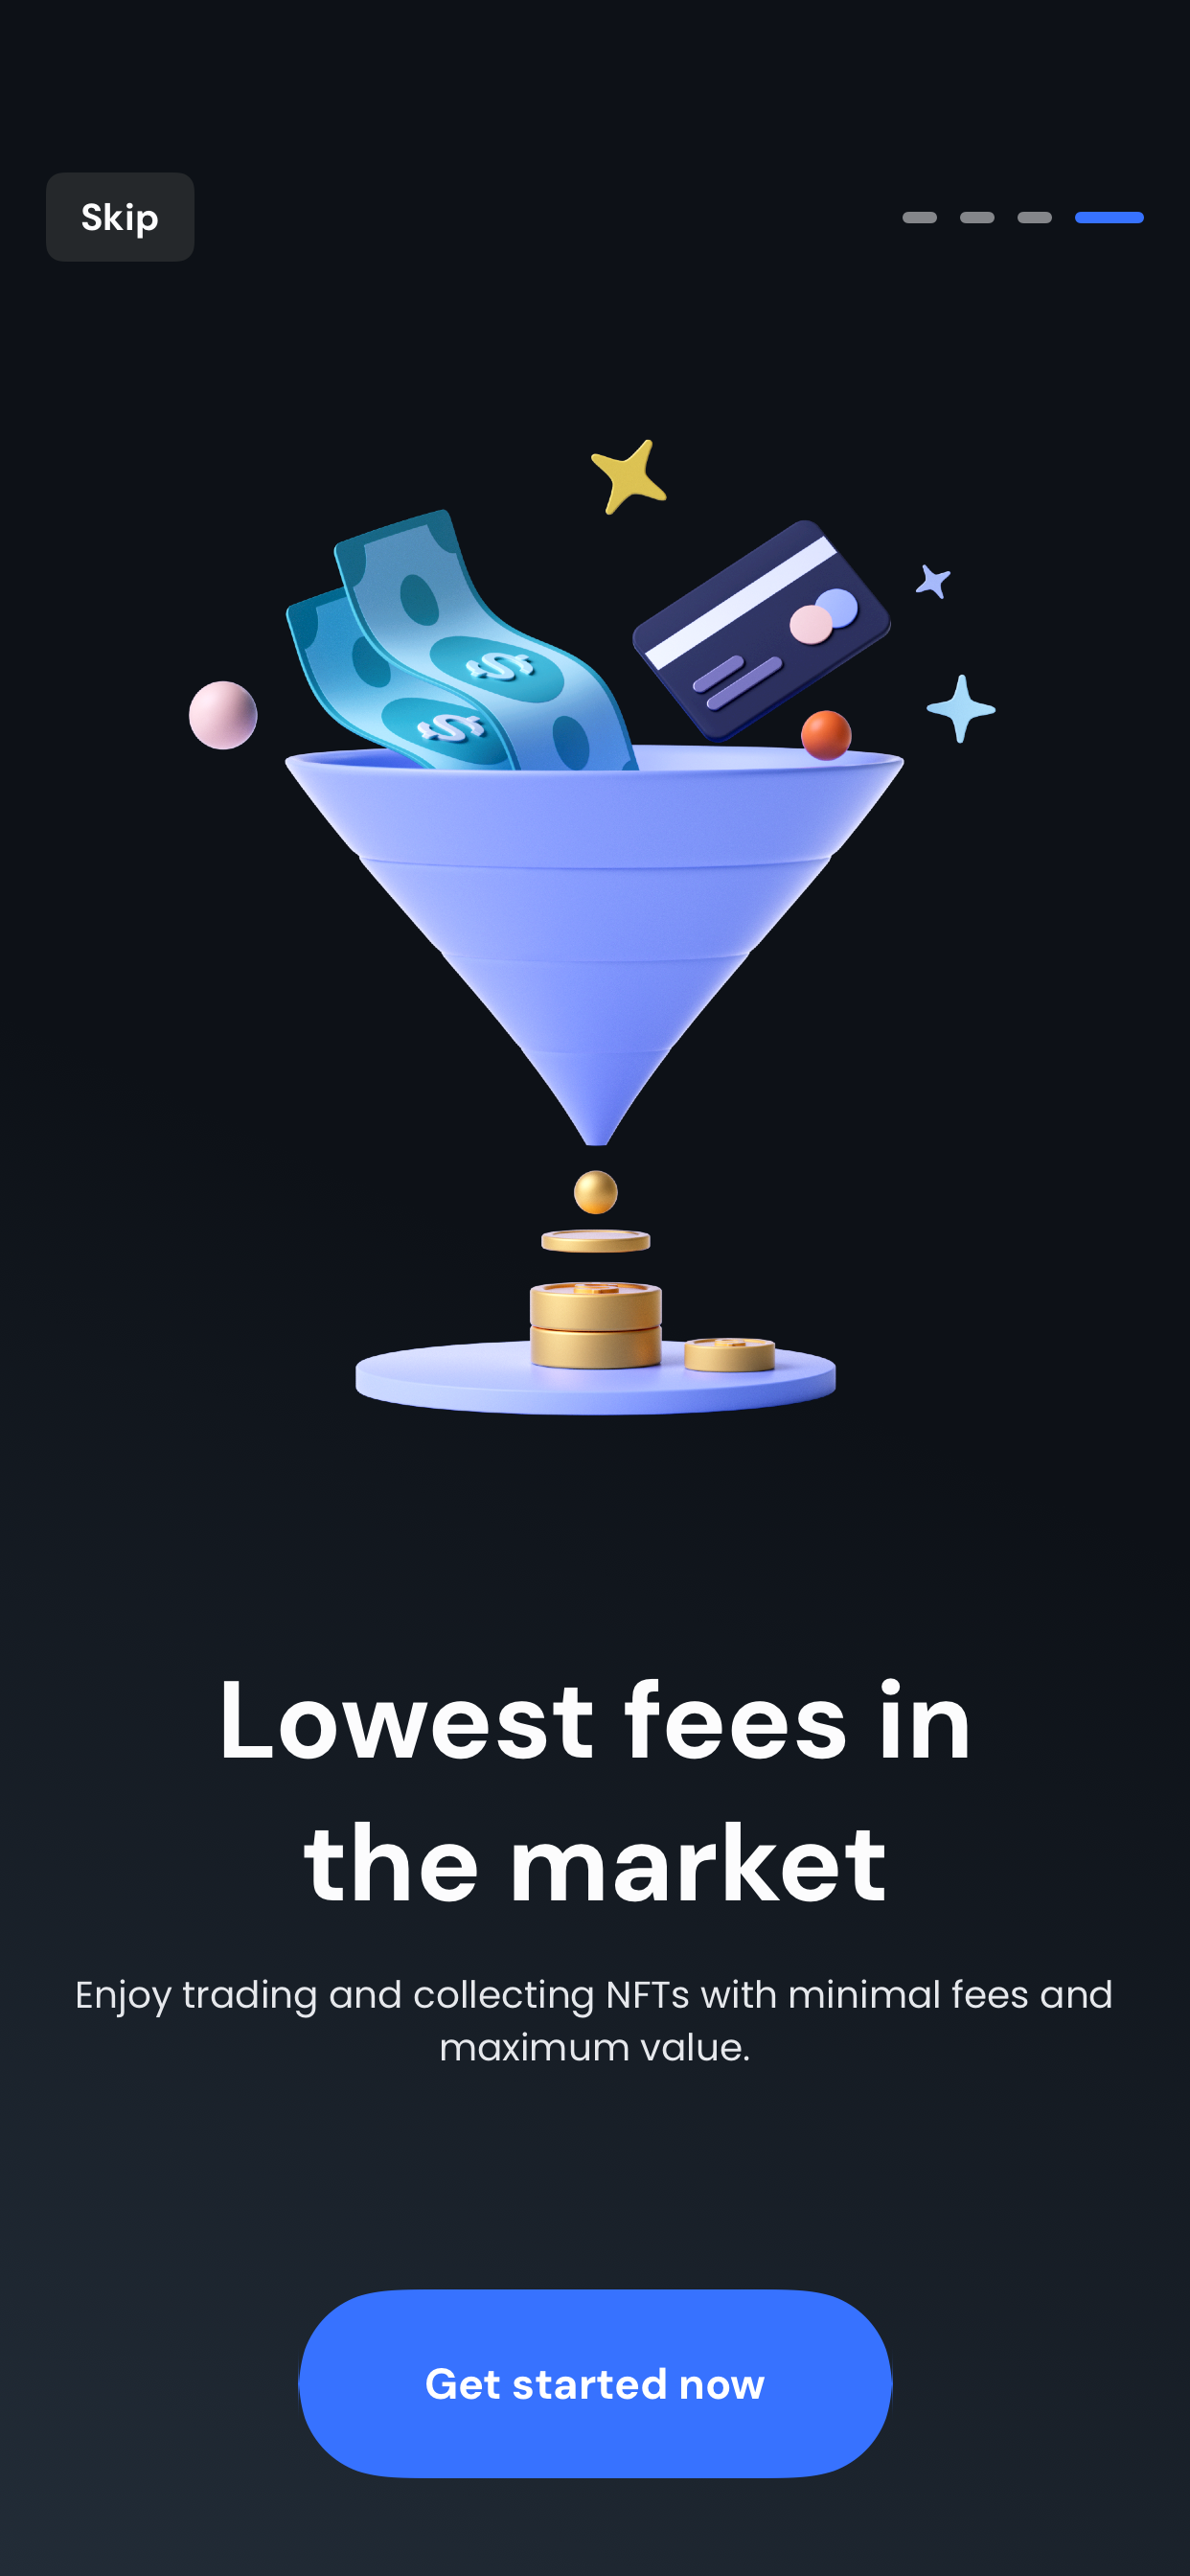 Skip
Lowest fees in
the market
Enjoy trading and collecting NFTs with minimal fees and
maximum value.
Get started now